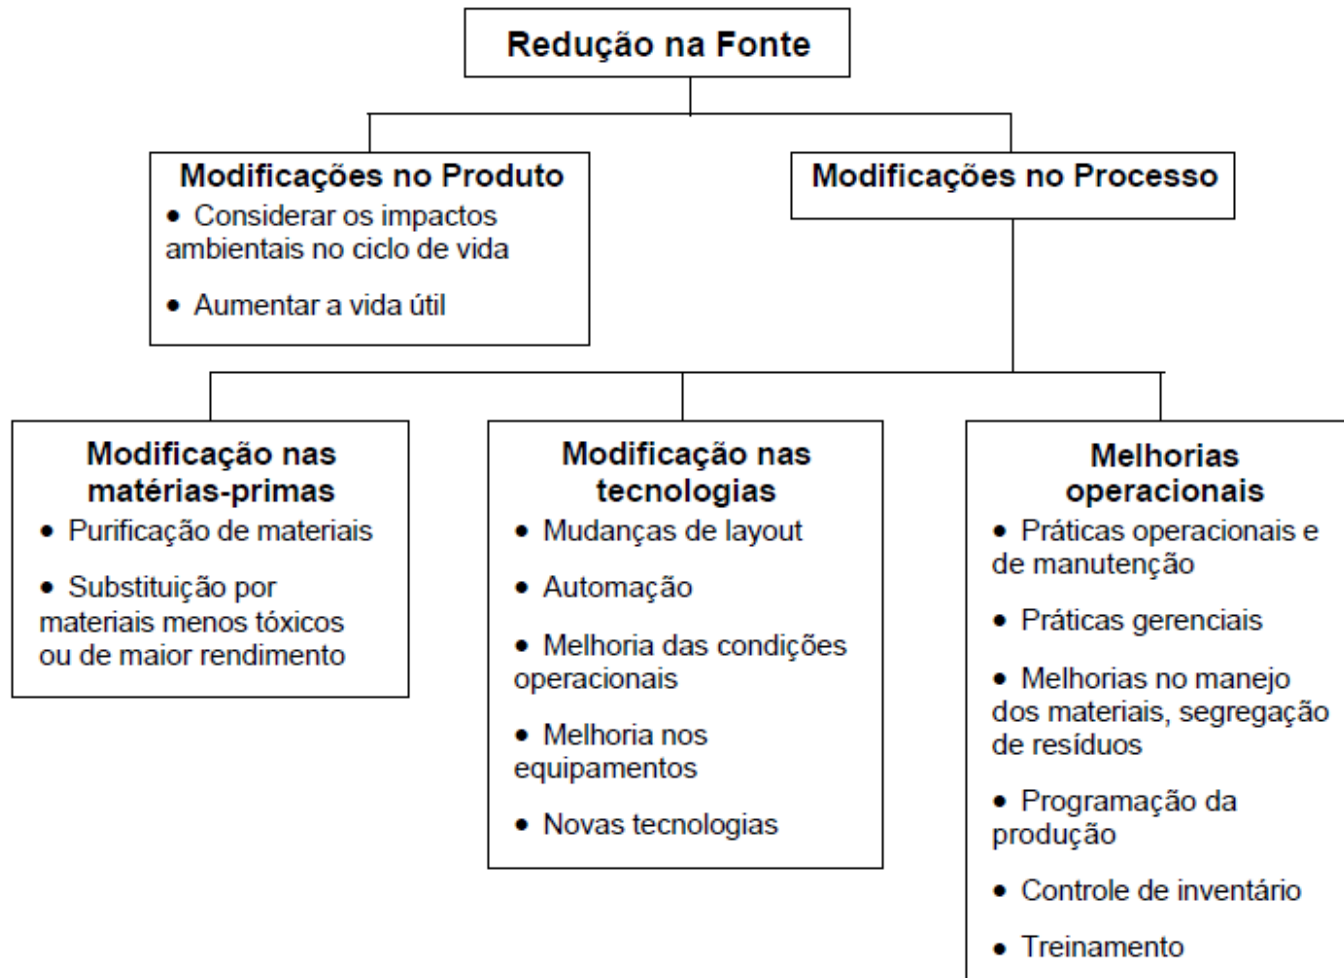 Redução na Fonte
Modificações no Produto
• Considerar os impactos
ambientais no ciclo de vida
• Aumentar a vida útil
Modificações no Processo
Modificação nas
matérias-primas
• Purificação de materiais
• Substituição por
materiais menos tóxicos
ou de maior rendimento
Modificação nas
tecnologias
• Mudanças de layout
• Automação
• Melhoria das condições
operacionais
• Melhoria nos
equipamentos
• Novas tecnologias
Melhorias
operacionais
• Práticas operacionais e
de manutenção
• Práticas gerenciais
• Melhorias no manejo
dos materiais, segregação
de resíduos
• Programação da
produção
• Controle de inventário
• Treinamento